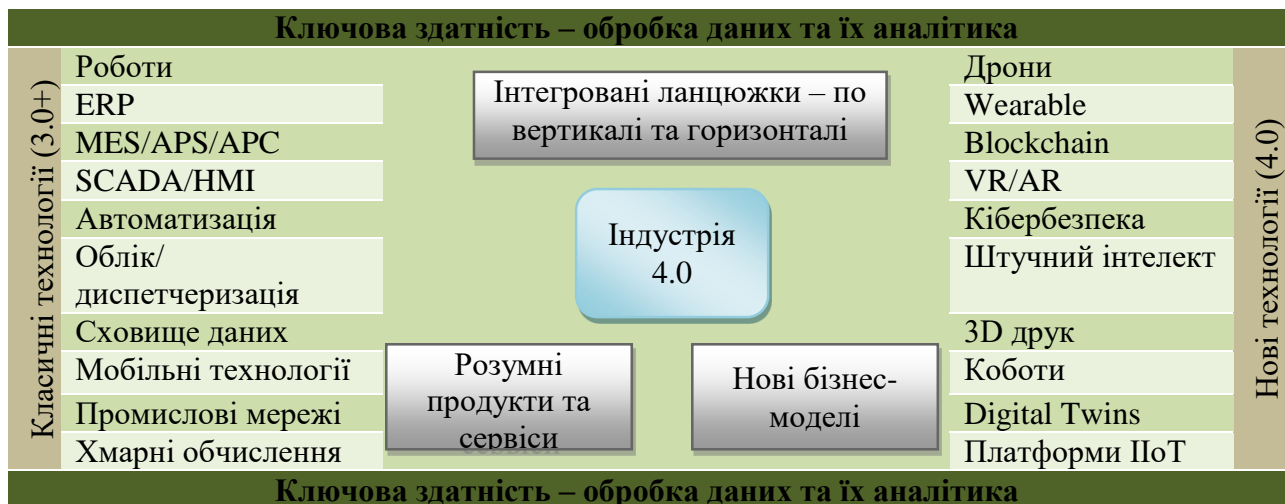 Ключова здатність – обробка даних та їх аналітика
Класичні технології (3.0+)
Роботи
ERP
MES/APS/APC
SCADA/HMI
Автоматизація
Облік/
диспетчеризація
Сховище даних
Мобільні технології
Промислові мережі
Хмарні обчислення
Інтегровані ланцюжки – по
вертикалі та горизонталі
Індустрія
4.0
Розумні
продукти та
сервіси
Нові бізнес-
моделі
Дрони
Wearable
Blockchain
VR/AR
Кібербезпека
Штучний інтелект
3D друк
Коботи
Digital Twins
Платформи IIoT
Нові технології (4.0)
Ключова здатність – обробка даних та їх аналітика